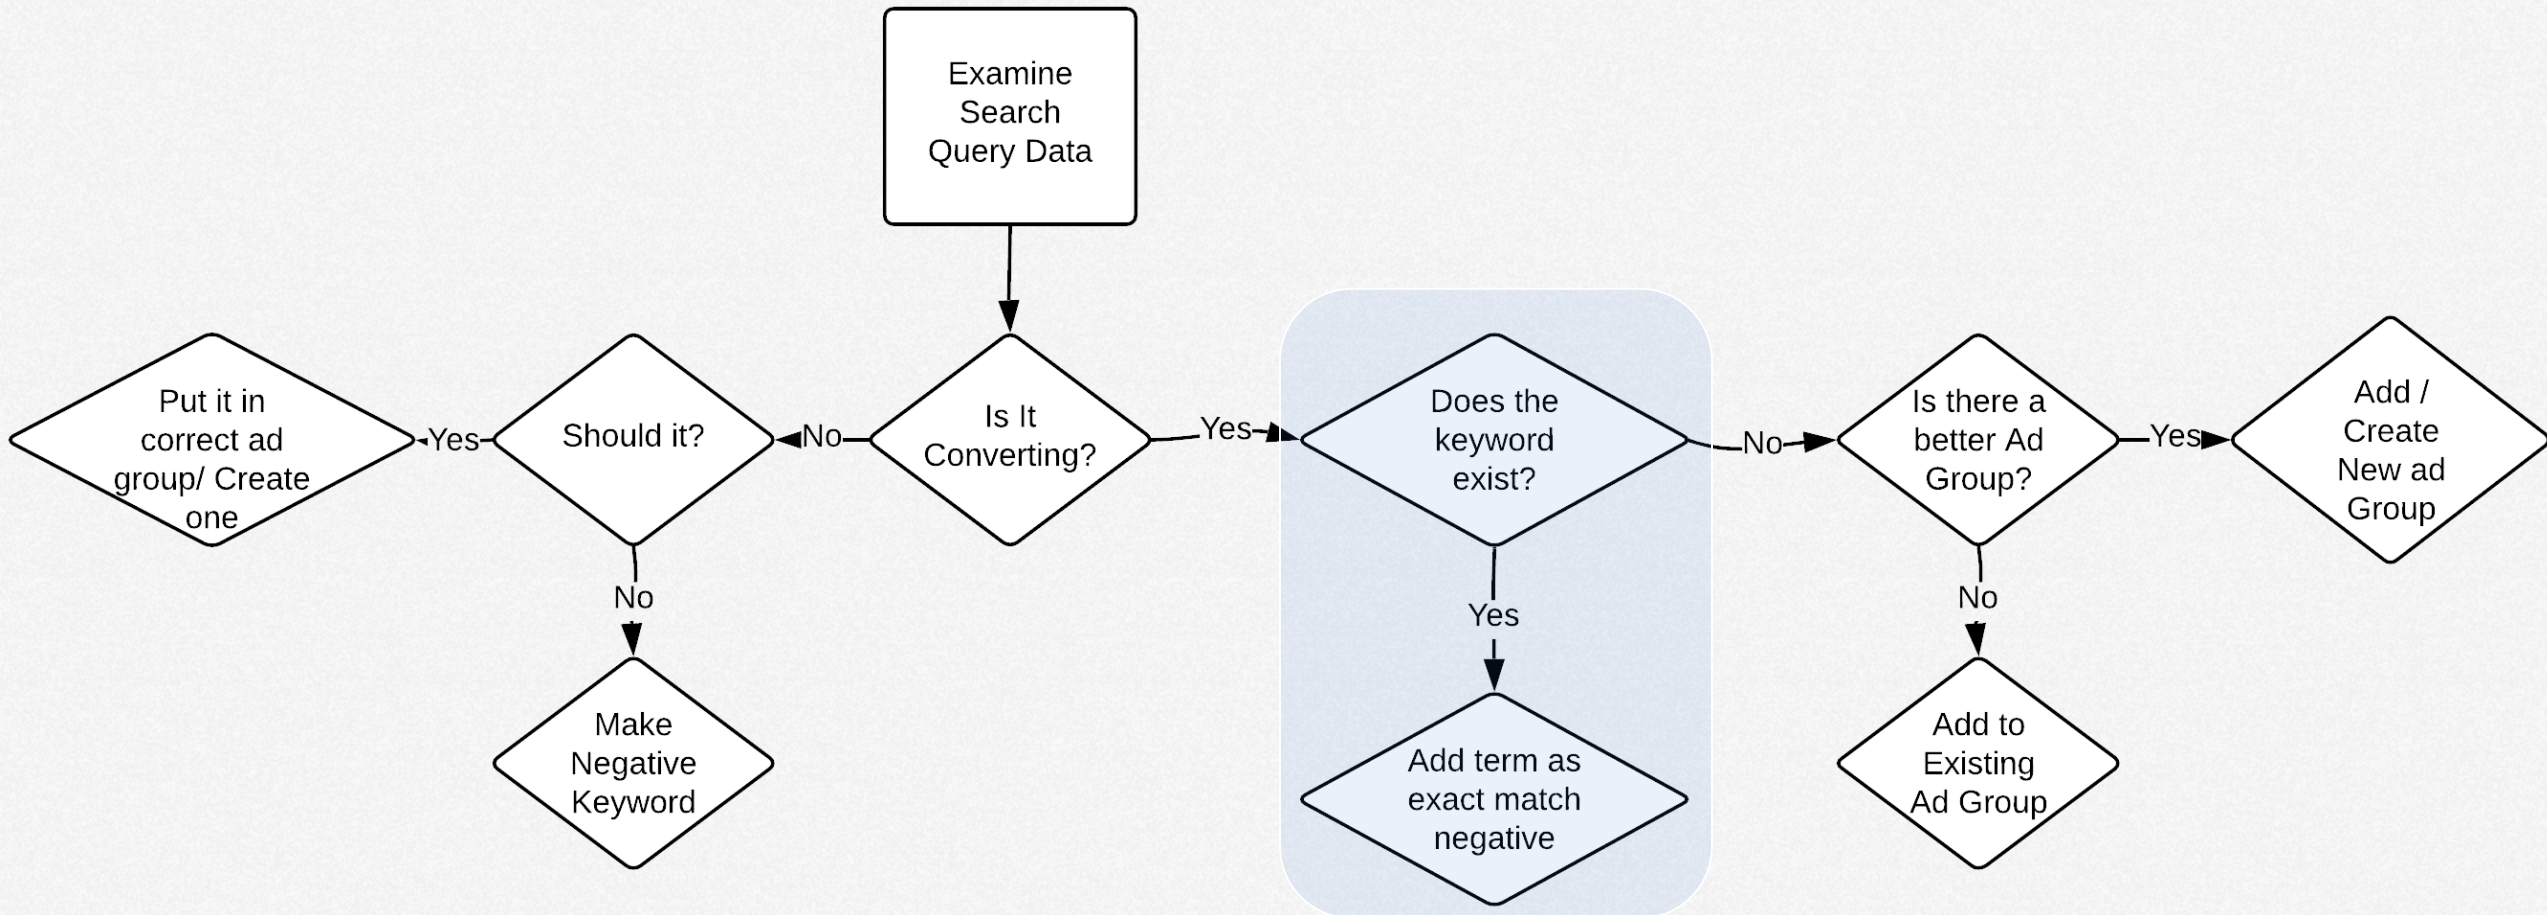 Examine
Search
Query Data
Put it in
correct ad
group/ Create
one
Yes
Should it?
No
Is It
Converting?
Yes
Does the
keyword
exist?
No
Is there a
better Ad
Group?
Yes
Add /
Create
New ad
Group
No
Yes
No
Make
Negative
Keyword
Add term as
exact match
negative
Add to
Existing
Ad Group